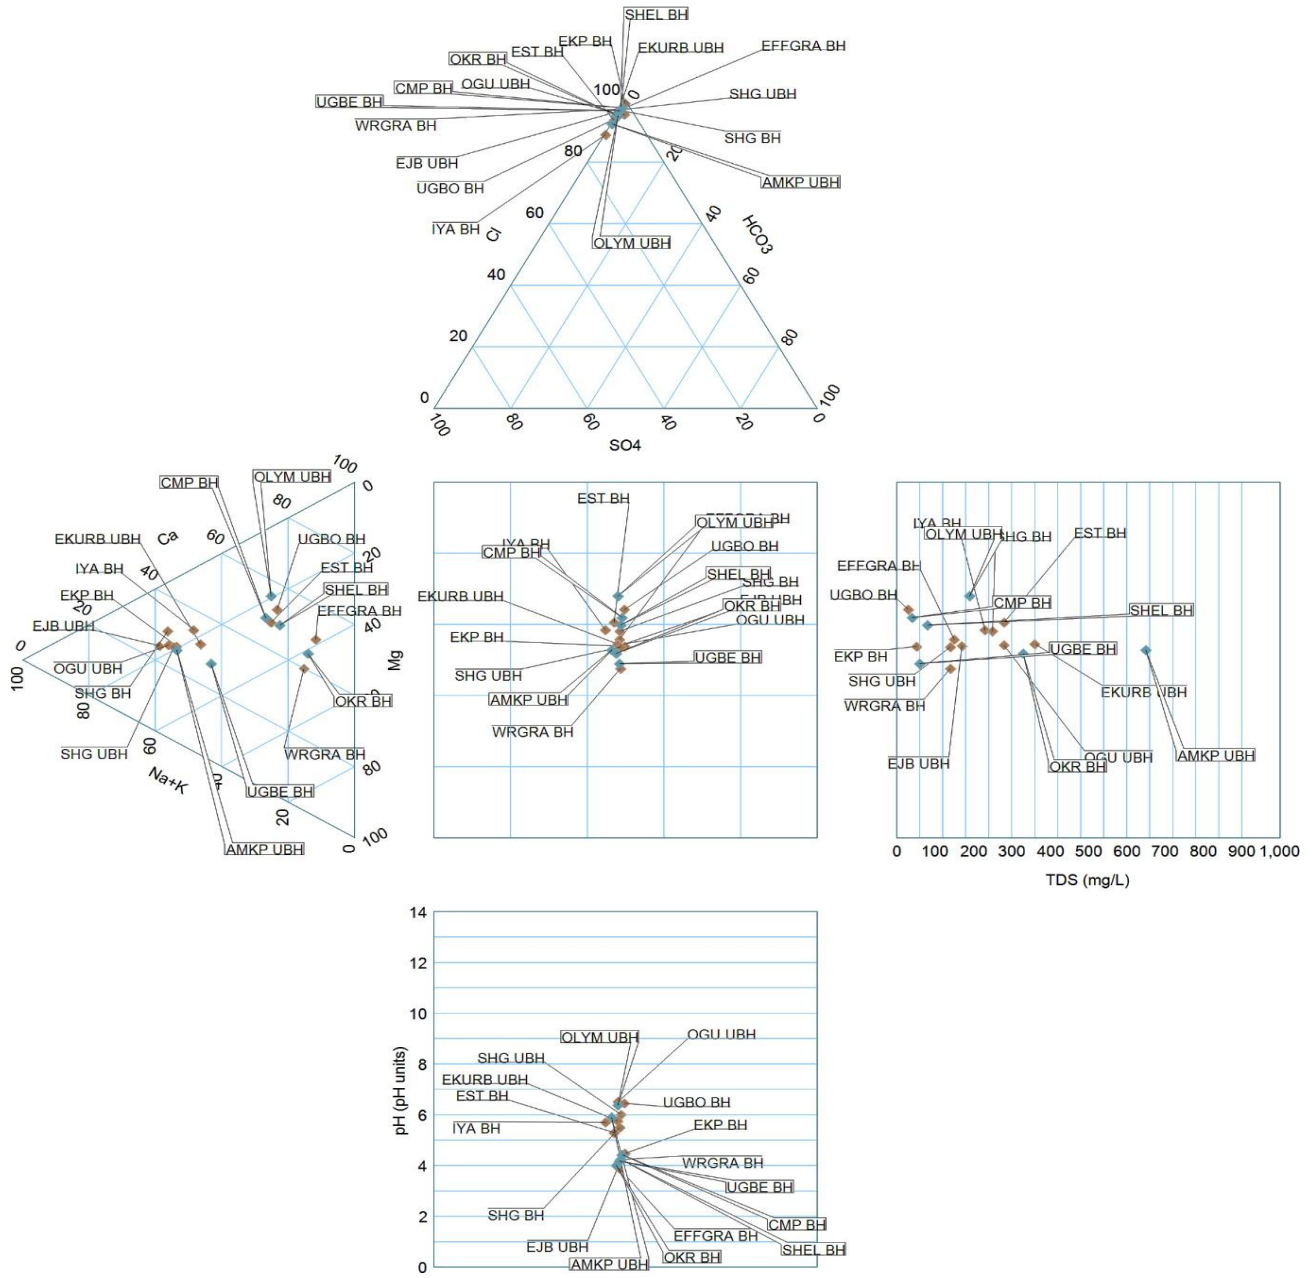 SHEL BH
EKP BH
EKURB UBH
EFFGRA BH
EST BH
OKR BH
OGU UBH
CMP BH
100
0
SHG UBH
UGBE BH
WRGRA BH
SHG BH
EJB UBH
80
20
UGBO BH
AMKP UBH
IYA BH
60
40
Cl
HCO3
OLYM UBH
40
60
20
80
0
100
100
80
60
40
20
0
SO4
CMP BH
OLYM UBH
100
0
80
EKURB UBH
Ca
60
UGBO BH
20
IYA BH
40
EST BH
EKP BH
20
SHEL BH
EFFGRA BH
40
EJB UBH
0
100
OGU UBH
Mg
SHG BH
80
OKR BH
SHG UBH
60
WRGRA BH
80
Na+K
UGBE BH
20
100
0
AMKP UBH
EST BH
EFFGRA BH
OLYM UBH
IYA BH
CMP BH
UGBO BH
SHEL BH
SHG BH
EKURB UBH
EJB UBH
OKR BH
OGU UBH
EKP BH
UGBE BH
SHG UBH
AMKP UBH
WRGRA BH
IYA BH
OLYM UBH
SHG BH
EST BH
EFFGRA BH
UGBO BH
CMP BH
SHEL BH
EKP BH
UGBE BH
SHG UBH
EKURB UBH
WRGRA BH
EJB UBH
OKR BH
OGU UBH
AMKP UBH
0 100 200 300 400 500 600 700 800 900 1,000
TDS (mg/L)
14
12
10
8
6
4
2
0
pH (pH units)
OLYM UBH
OGU UBH
SHG UBH
EKURB UBH
EST BH
UGBO BH
IYA BH
EKP BH
WRGRA BH
UGBE BH
SHG BH
CMP BH
EFFGRA BH
EJB UBH
SHEL BH
AMKP UBH
OKR BH